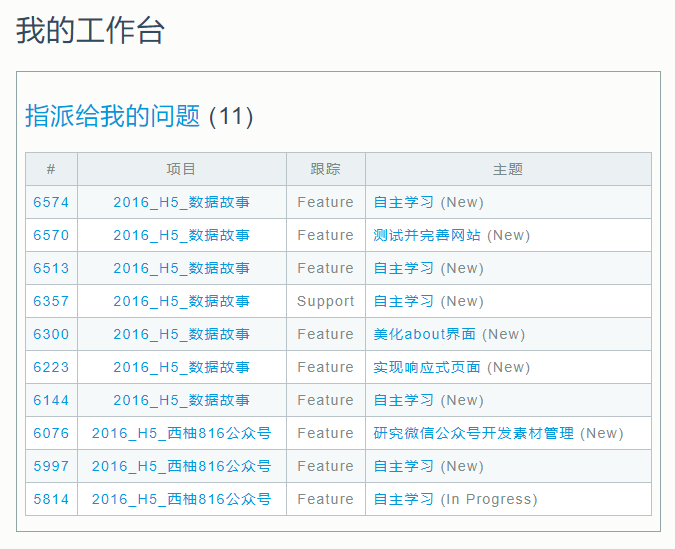 我的工作台
指派给我的问题 (11)
# 项目 跟踪 主题
6574 2016_H5_数据故事 Feature 自主学习 (New)
6570 2016_H5_数据故事 Feature 测试并完善网站 (New)
6513 2016_H5_数据故事 Feature 自主学习 (New)
6357 2016_H5_数据故事 Support 自主学习 (New)
6300 2016_H5_数据故事 Feature 美化about界面 (New)
6223 2016_H5_数据故事 Feature 实现响应式页面 (New)
6144 2016_H5_数据故事 Feature 自主学习 (New)
6076 2016_H5_西柚816公众号 Feature 研究微信公众号开发素材管理 (New)
5997 2016_H5_西柚816公众号 Feature 自主学习 (New)
5814 2016_H5_西柚816公众号 Feature 自主学习 (In Progress)